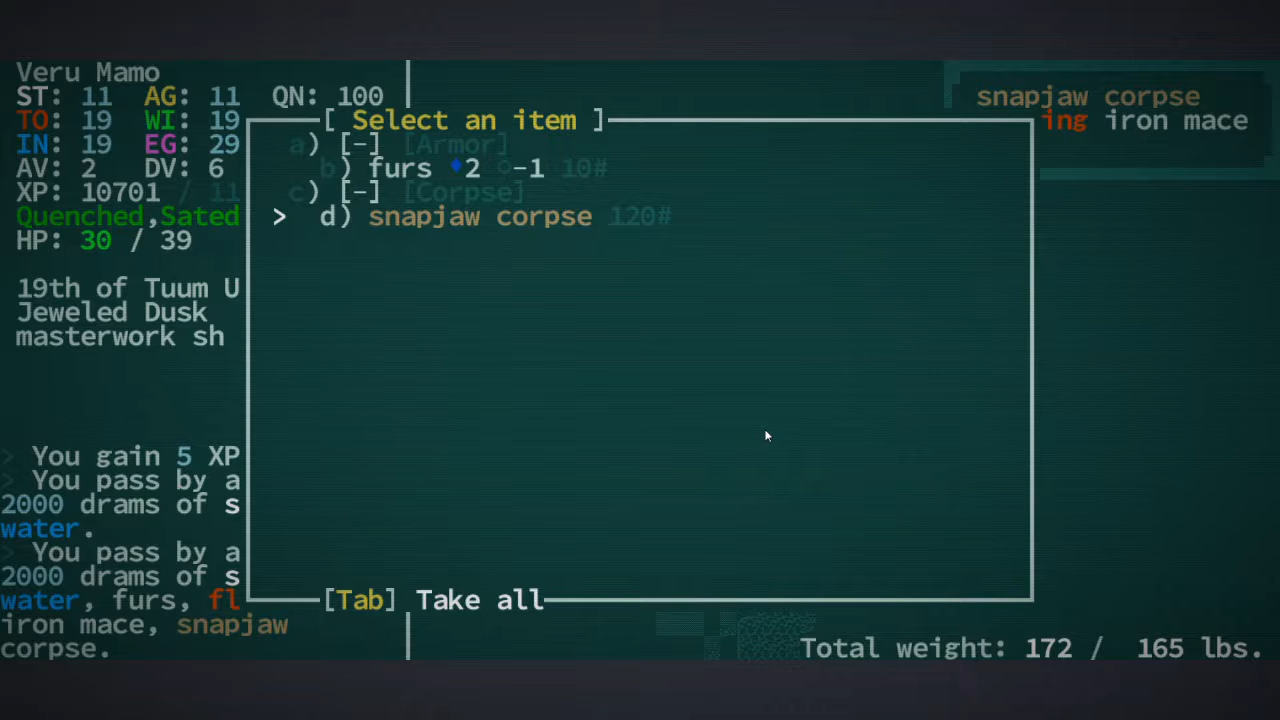 Veru Mamo
ST: 11 AG: 11 QN: 100
TO: 19 WI: 19
IN: 19 EG: 29
AV: 2 DV: 6
XP: 10701 / 11
Quenched,Sated
HP: 30 / 39
19th of Tuum U
Jeweled Dusk
masterwork sh
> You gain 5 XP
> You pass by a
2000 drams of s
water.
> You pass by a
2000 drams of s
water, furs, fl
iron mace, snapjaw
corpse.
[ Select an item ]
a) [-] [Armor]
b) furs ♦2 ○-1 10#
c) [-] [Corpse]
> d) snapjaw corpse 120#
[Tab] Take all
snapjaw corpse
ing iron mace
Total weight: 172 / 165 lbs.